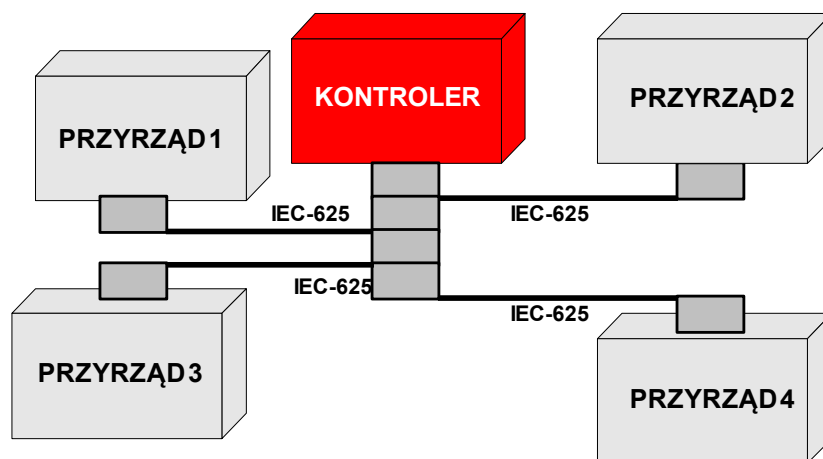 KONTROLER
PRZYRZĄD 2
PRZYRZĄD 1
IEC-625
IEC-625
IEC-625
IEC-625
PRZYRZĄD 3
PRZYRZĄD 4